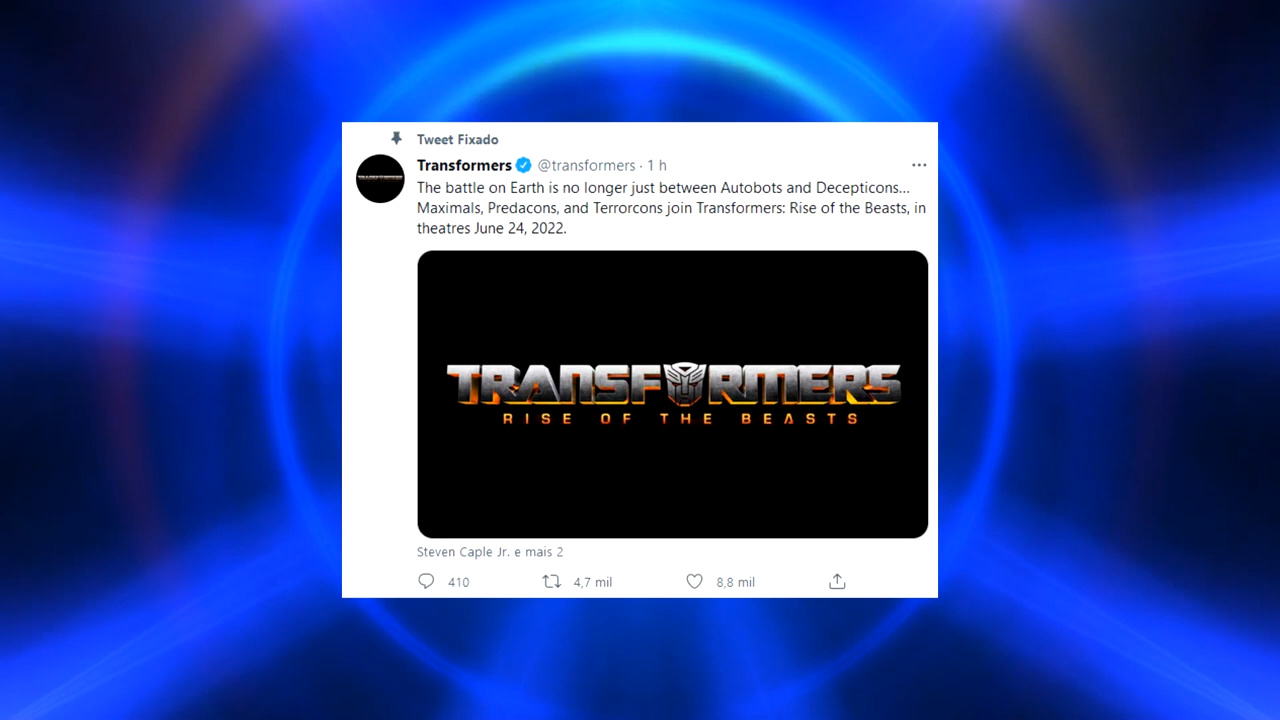 Tweet Fixado
Transformers @transformers · 1 h
The battle on Earth is no longer just between Autobots and Decepticons...
Maximals, Predacons, and Terrorcons join Transformers: Rise of the Beasts, in
theatres June 24, 2022.
TRANSFORMERS
RISE OF THE BEASTS
Steven Caple Jr. e mais 2
410 4,7 mil 8,8 mil